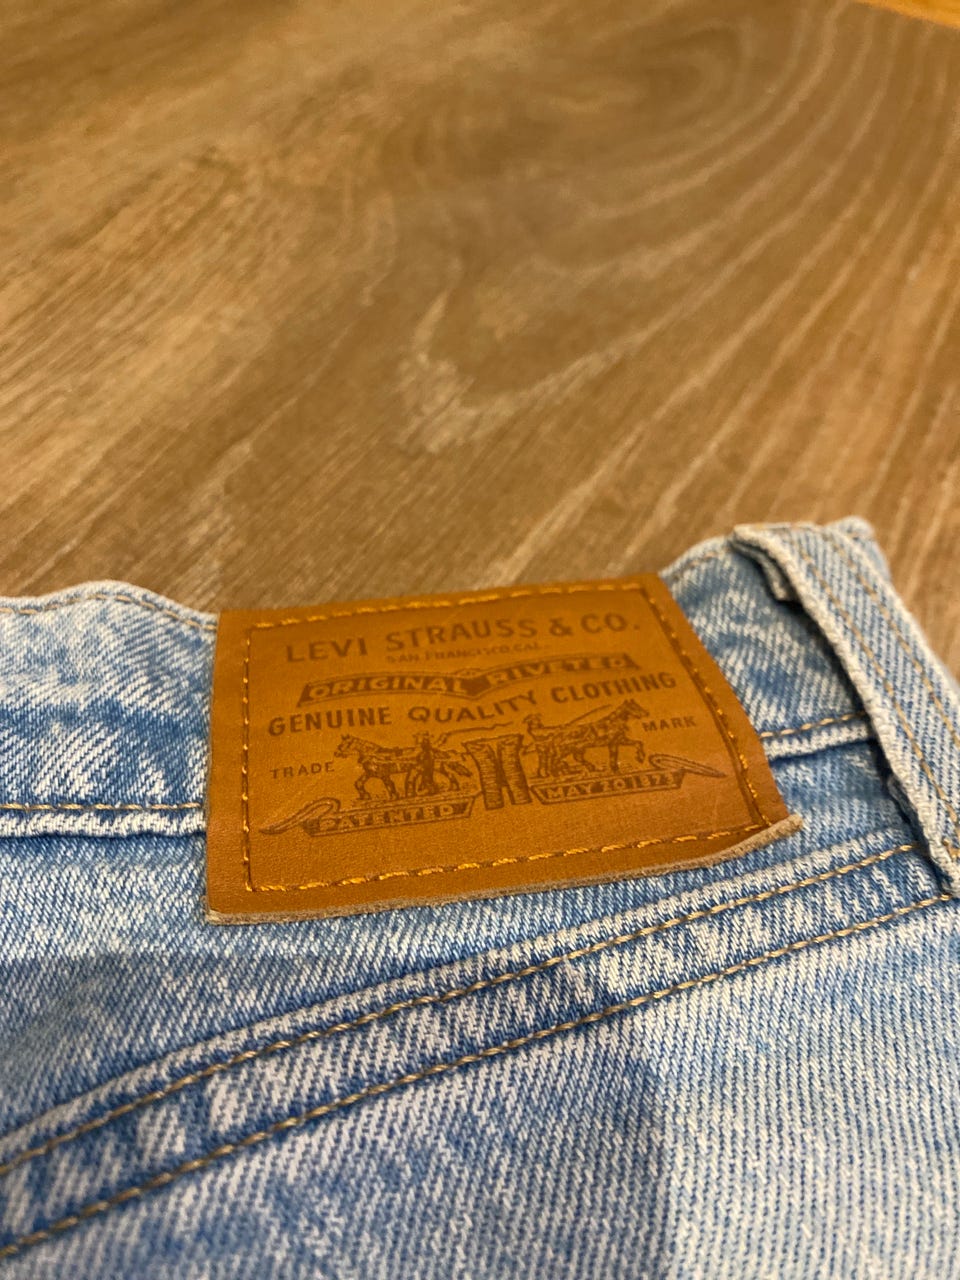 LEVI STRAUSS & CO.
SAN FRANCISCO, CAL.
ORIGINAL RIVETED
GENUINE QUALITY CLOTHING
TRADE MARK
PATENTED MAY 20 1873